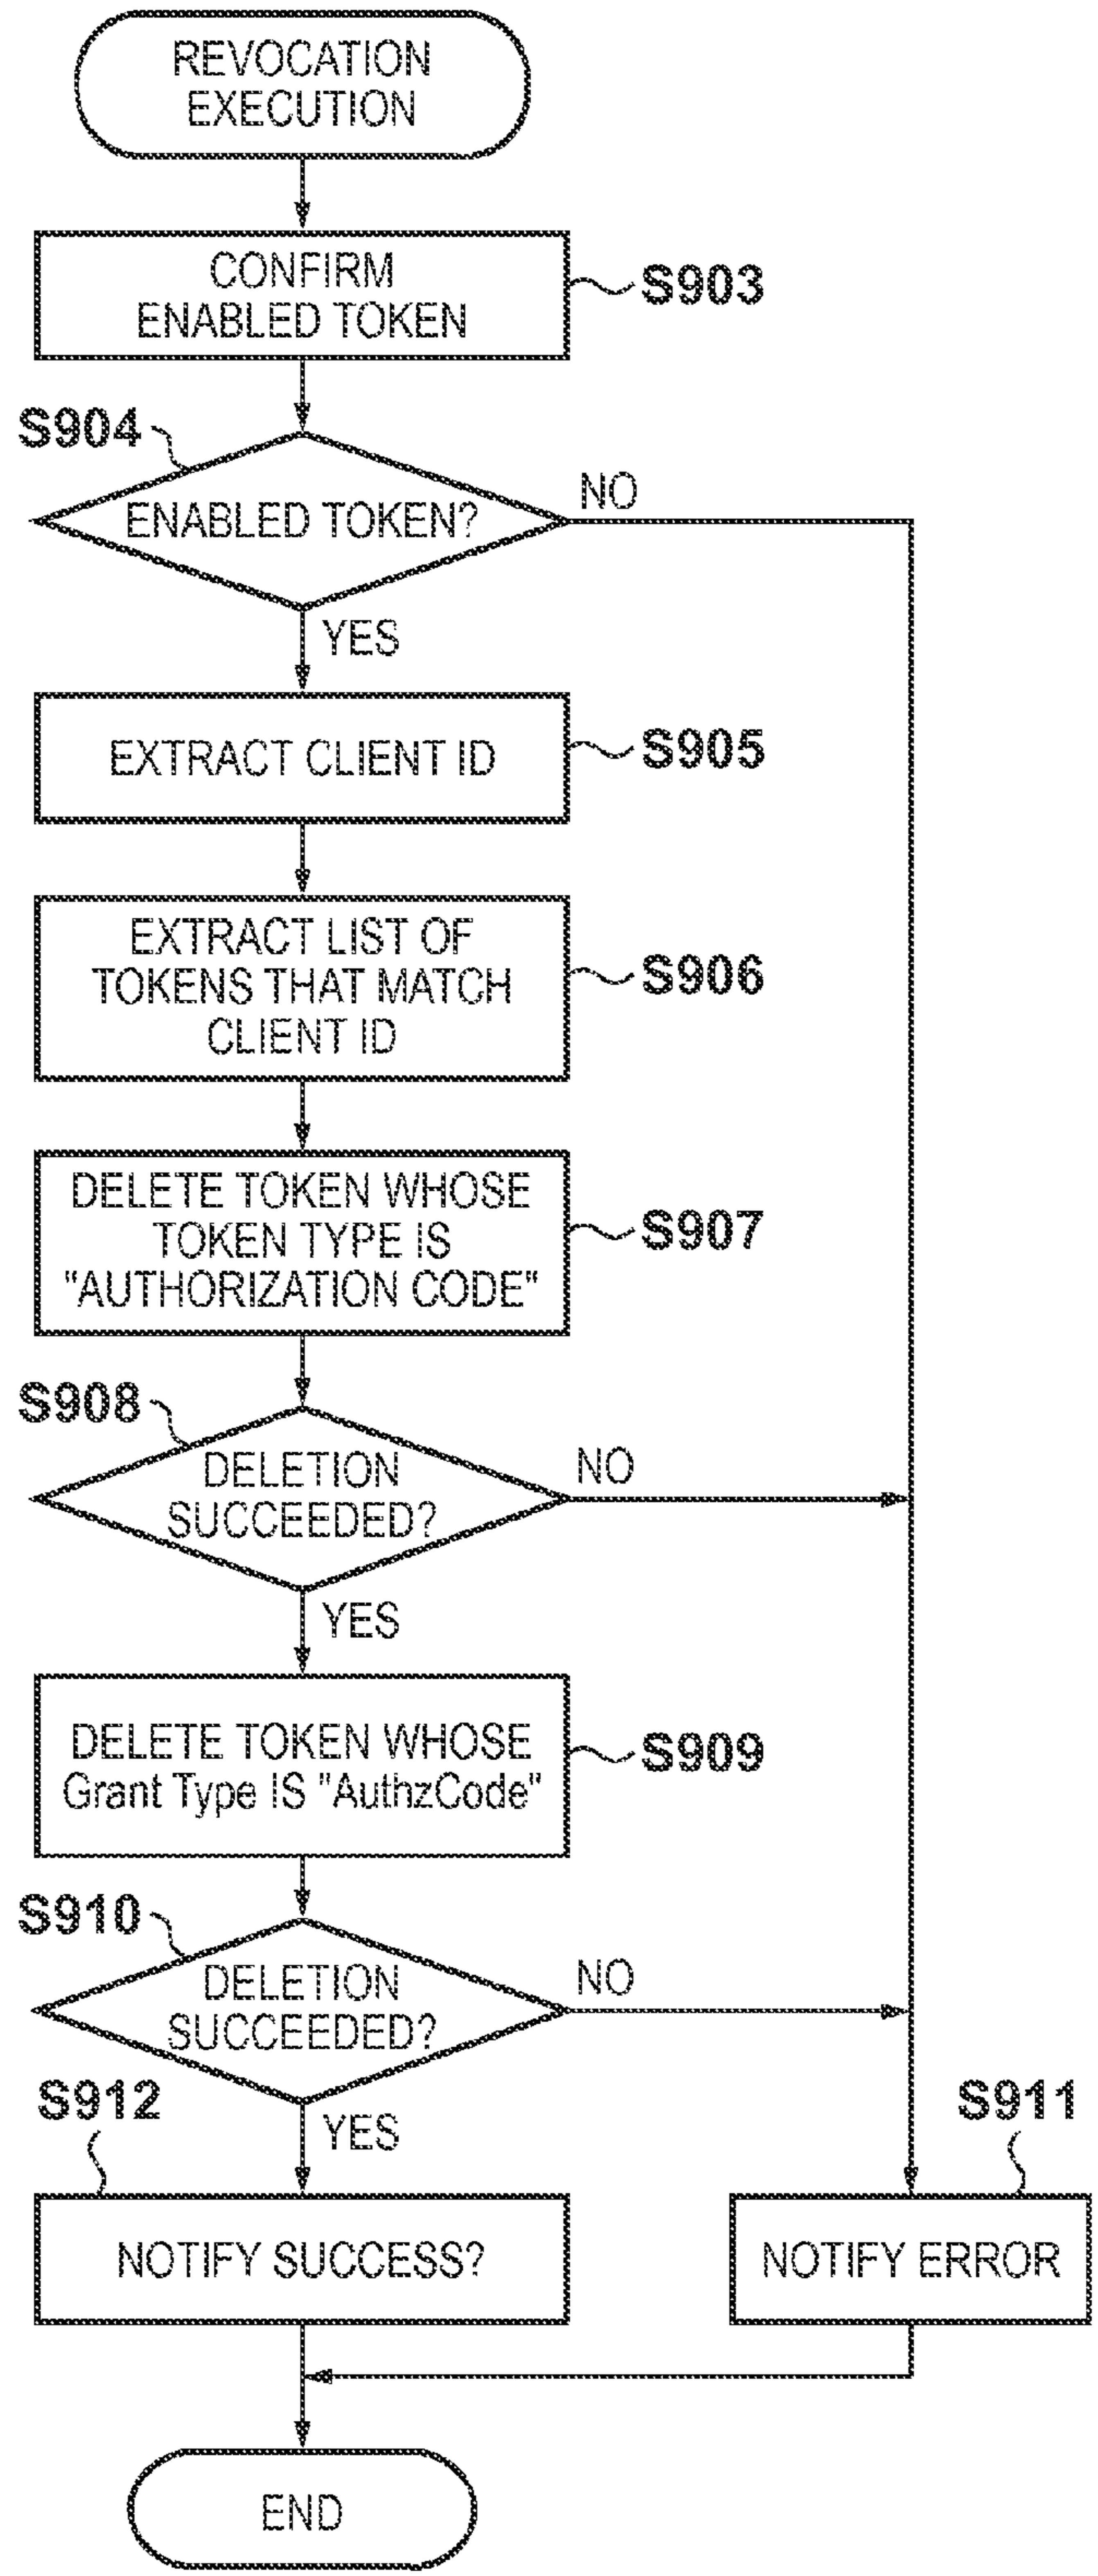 REVOCATION
EXECUTION
CONFIRM
ENABLED TOKEN
S903
S904
ENABLED TOKEN?
NO
YES
EXTRACT CLIENT ID
S905
EXTRACT LIST OF
TOKENS THAT MATCH
CLIENT ID
S906
DELETE TOKEN WHOSE
TOKEN TYPE IS
"AUTHORIZATION CODE"
S907
S908
DELETION
SUCCEEDED?
NO
YES
DELETE TOKEN WHOSE
Grant Type IS "AuthzCode"
S909
S910
DELETION
SUCCEEDED?
NO
YES
S912
S911
NOTIFY SUCCESS?
NOTIFY ERROR
END